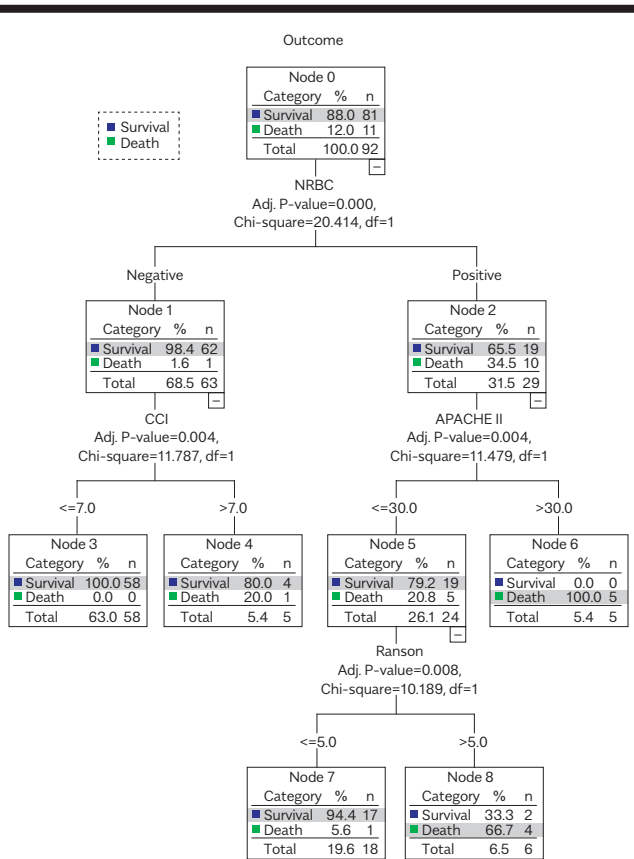 Outcome
Node 0
Category % n
Survival 88.0 81
Death 12.0 11
Total 100.0 92
Survival
Death
−
NRBC
Adj. P-value=0.000,
Chi-square=20.414, df=1
Negative
Positive
Node 1
Category % n
Survival 98.4 62
Death 1.6 1
Total 68.5 63
−
Node 2
Category % n
Survival 65.5 19
Death 34.5 10
Total 31.5 29
−
CCI
Adj. P-value=0.004,
Chi-square=11.787, df=1
APACHE II
Adj. P-value=0.004,
Chi-square=11.479, df=1
<=7.0
>7.0
<=30.0
>30.0
Node 3
Category % n
Survival 100.0 58
Death 0.0 0
Total 63.0 58
Node 4
Category % n
Survival 80.0 4
Death 20.0 1
Total 5.4 5
Node 5
Category % n
Survival 79.2 19
Death 20.8 5
Total 26.1 24
−
Node 6
Category % n
Survival 0.0 0
Death 100.0 5
Total 5.4 5
Ranson
Adj. P-value=0.008,
Chi-square=10.189, df=1
<=5.0
>5.0
Node 7
Category % n
Survival 94.4 17
Death 5.6 1
Total 19.6 18
Node 8
Category % n
Survival 33.3 2
Death 66.7 4
Total 6.5 6